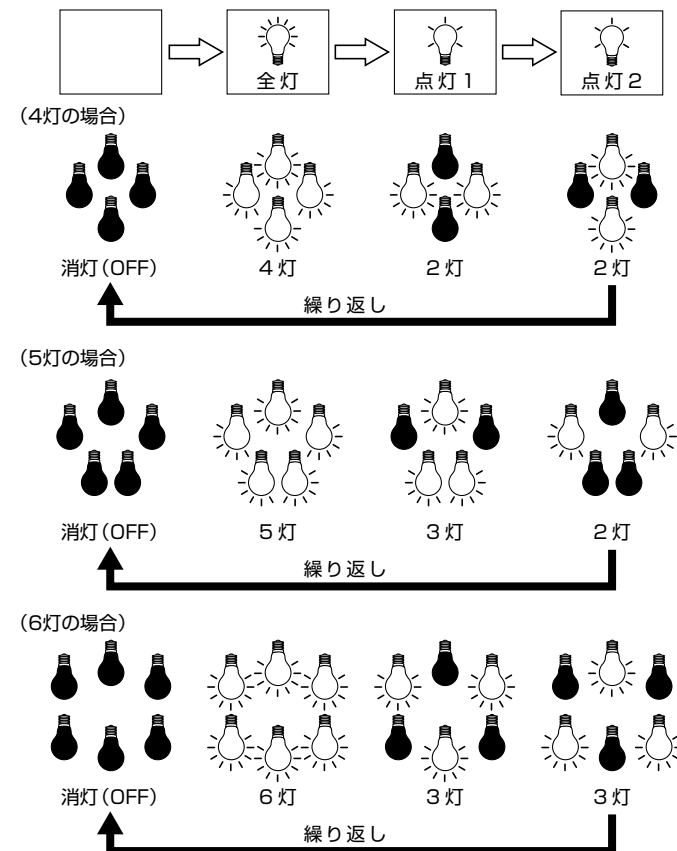 全灯 点灯1 点灯2
（4灯の場合）
消灯（OFF） 4灯 2灯 2灯
繰り返し
（5灯の場合）
消灯（OFF） 5灯 3灯 2灯
繰り返し
（6灯の場合）
消灯（OFF） 6灯 3灯 3灯
繰り返し